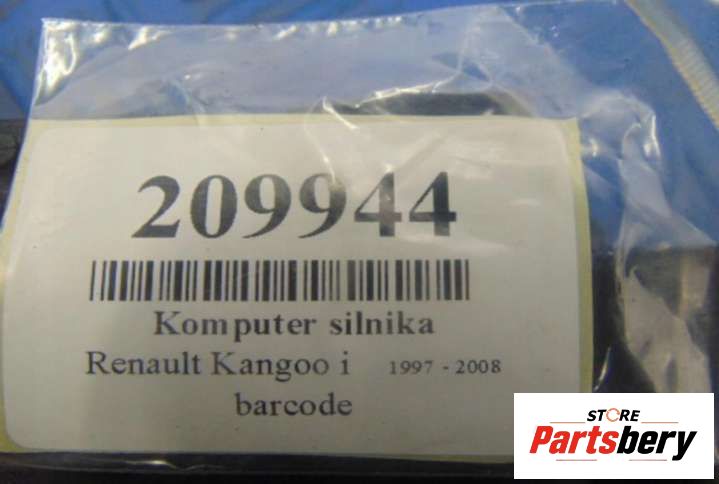 209944
Komputer silnika
Renault Kangoo i 1997 - 2008
barcode
STORE
Partsbery